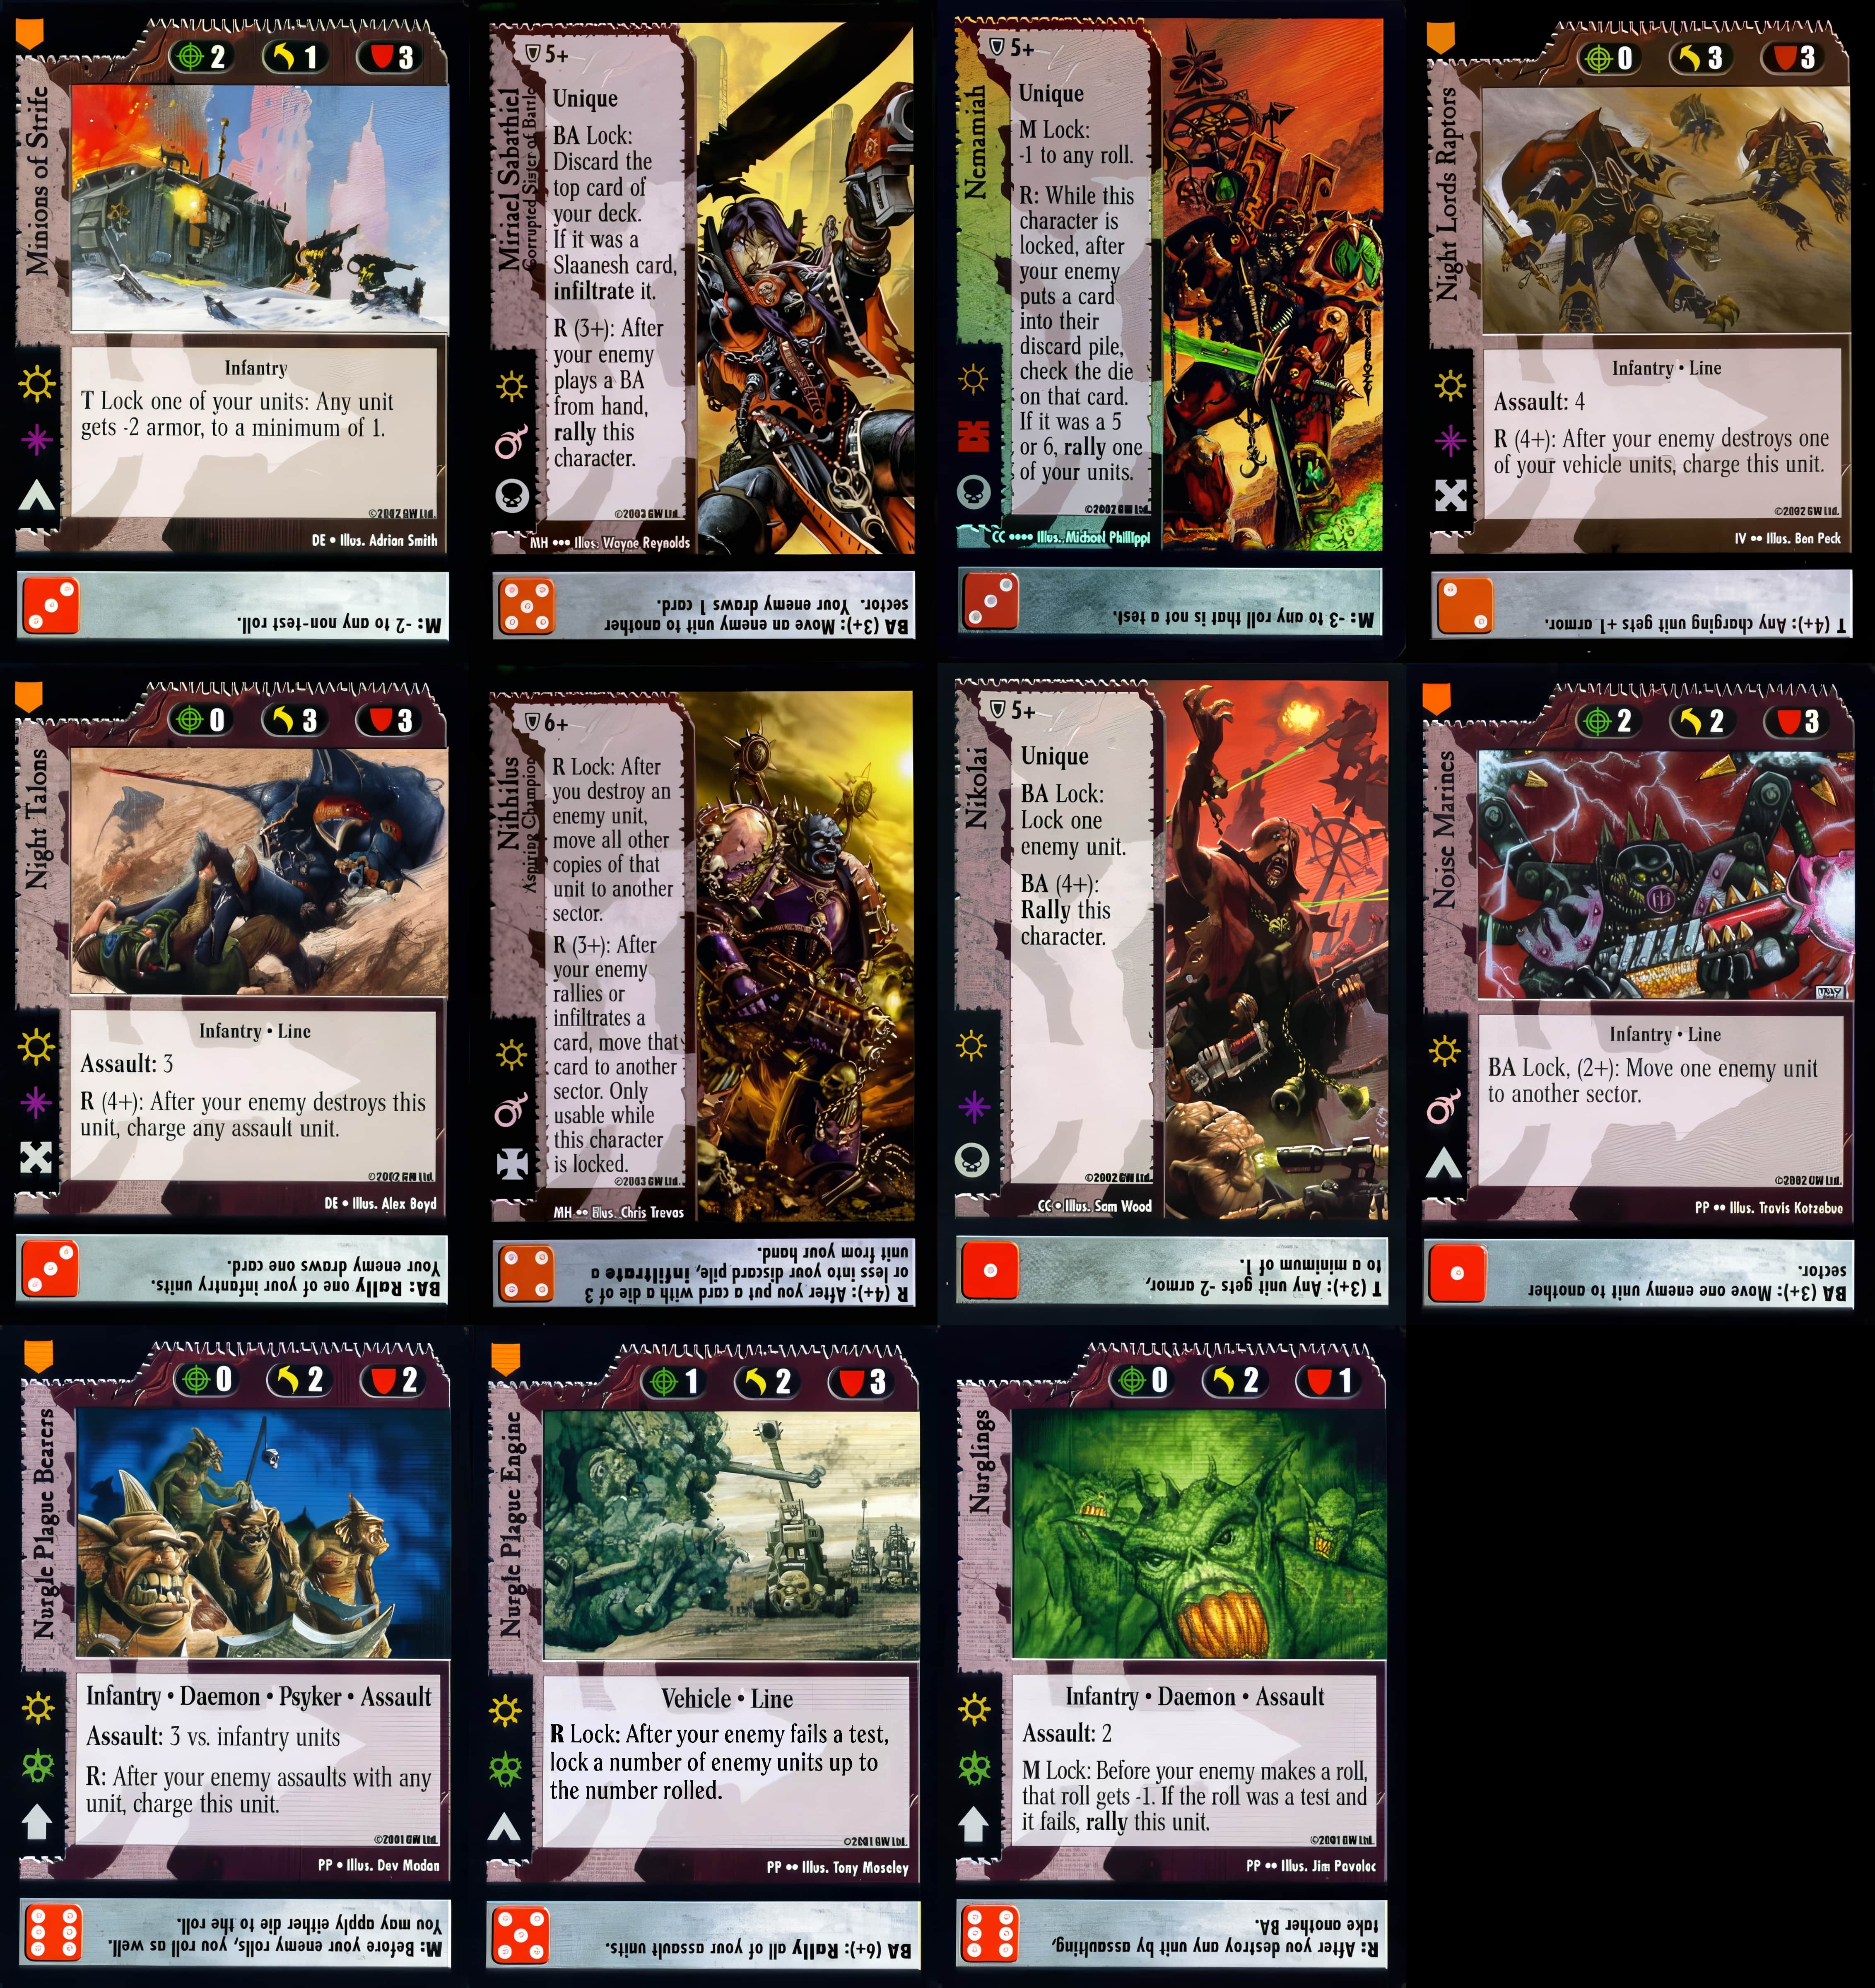 2 1 3
Minions of Strife
Infantry
T Lock one of your units: Any unit
gets -2 armor, to a minimum of 1.
©2002 GW Ltd.
DE • Illus. Adrian Smith
M: -2 to any non-test roll.
5+
Miriael Sabathiel
Corrupted Sister of Battle
Unique
BA Lock:
Discard the
top card of
your deck.
If it was a
Slaanesh card,
infiltrate it.
R (3+): After
your enemy
plays a BA
from hand,
rally this
character.
©2003 GW Ltd.
MH ••• Illus. Wayne Reynolds
BA (3+): Move an enemy unit to another
sector. Your enemy draws 1 card.
5+
Nemamiah
Unique
M Lock:
-1 to any roll.
R: While this
character is
locked, after
your enemy
puts a card
into their
discard pile,
check the die
on that card.
If it was a 5
or 6, rally one
of your units.
©2002 GW Ltd.
CC •••• Illus. Michael Phillippi
M: -3 to any roll that is not a test.
0 3 3
Night Lords Raptors
Infantry • Line
Assault: 4
R (4+): After your enemy destroys one
of your vehicle units, charge this unit.
©2002 GW Ltd.
IV •• Illus. Ben Peck
T (4+): Any charging unit gets +1 armor.
0 3 3
Night Talons
Infantry • Line
Assault: 3
R (4+): After your enemy destroys this
unit, charge any assault unit.
©2002 GW Ltd.
DE • Illus. Alex Boyd
BA: Rally one of your infantry units.
Your enemy draws one card.
6+
Nihilus
Aspiring Champion
R Lock: After
you destroy an
enemy unit,
move all other
copies of that
unit to another
sector.
R (3+): After
your enemy
rallies or
infiltrates a
card, move that
card to another
sector. Only
usable while
this character
is locked.
©2003 GW Ltd.
MH •• Illus. Chris Trevas
R (4+): After you put a card with a die of 3
or less into your discard pile, infiltrate a
unit from your hand.
5+
Nikolai
Unique
BA Lock:
Lock one
enemy unit.
BA (4+):
Rally this
character.
©2002 GW Ltd.
CC • Illus. Sam Wood
T (3+): Any unit gets -2 armor,
to a minimum of 1.
2 2 3
Noise Marines
Infantry • Line
BA Lock, (2+): Move one enemy unit
to another sector.
©2002 GW Ltd.
PP •• Illus. Travis Kotzebue
BA (3+): Move one enemy unit to another
sector.
0 2 2
Nurgle Plague Bearers
Infantry • Daemon • Psyker • Assault
Assault: 3 vs. infantry units
R: After your enemy assaults with any
unit, charge this unit.
©2001 GW Ltd.
PP • Illus. Dev Madan
M: Before your enemy rolls, you roll as well.
You may apply either die to the roll.
1 2 3
Nurgle Plague Engine
Vehicle • Line
R Lock: After your enemy fails a test,
lock a number of enemy units up to
the number rolled.
©2001 GW Ltd.
PP •• Illus. Tony Moseley
BA (6+): Rally all of your assault units.
0 2 1
Nurglings
Infantry • Daemon • Assault
Assault: 2
M Lock: Before your enemy makes a roll,
that roll gets -1. If the roll was a test and
it fails, rally this unit.
©2001 GW Ltd.
PP •• Illus. Jim Pavelec
R: After you destroy any unit by assaulting,
take another BA.